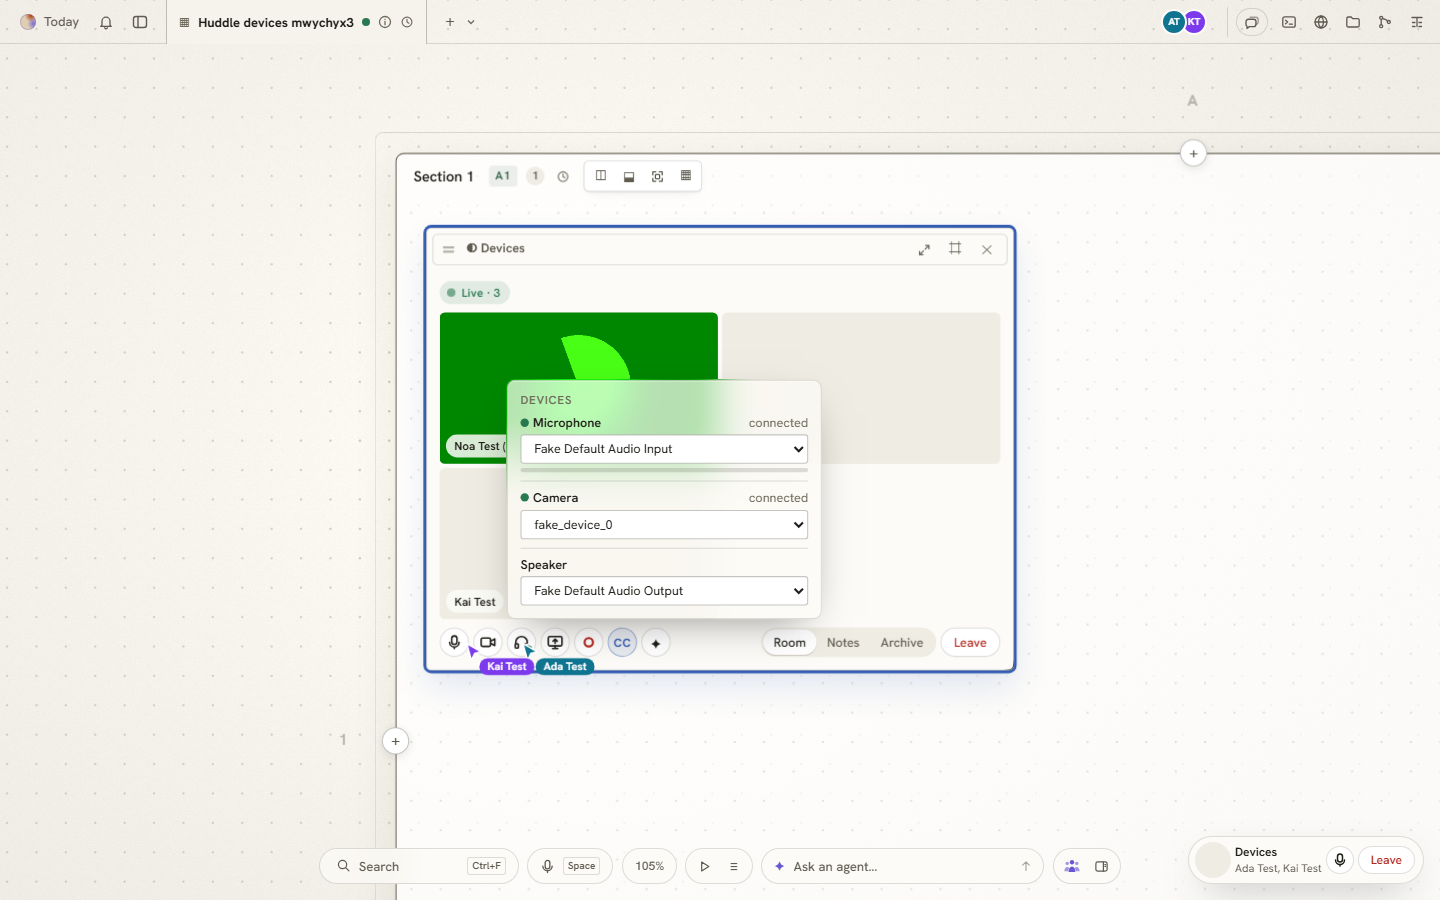 Today
Huddle devices mwychyx3
AT
KT
A
Section 1 A1 1
Devices
Live · 3
DEVICES
Microphone connected
Fake Default Audio Input
Noa Test (
Camera connected
fake_device_0
Speaker
Fake Default Audio Output
Kai Test
CC
Room Notes Archive Leave
Kai Test Ada Test
1
Search Ctrl+F
Space
105%
Ask an agent...
Devices
Ada Test, Kai Test
Leave